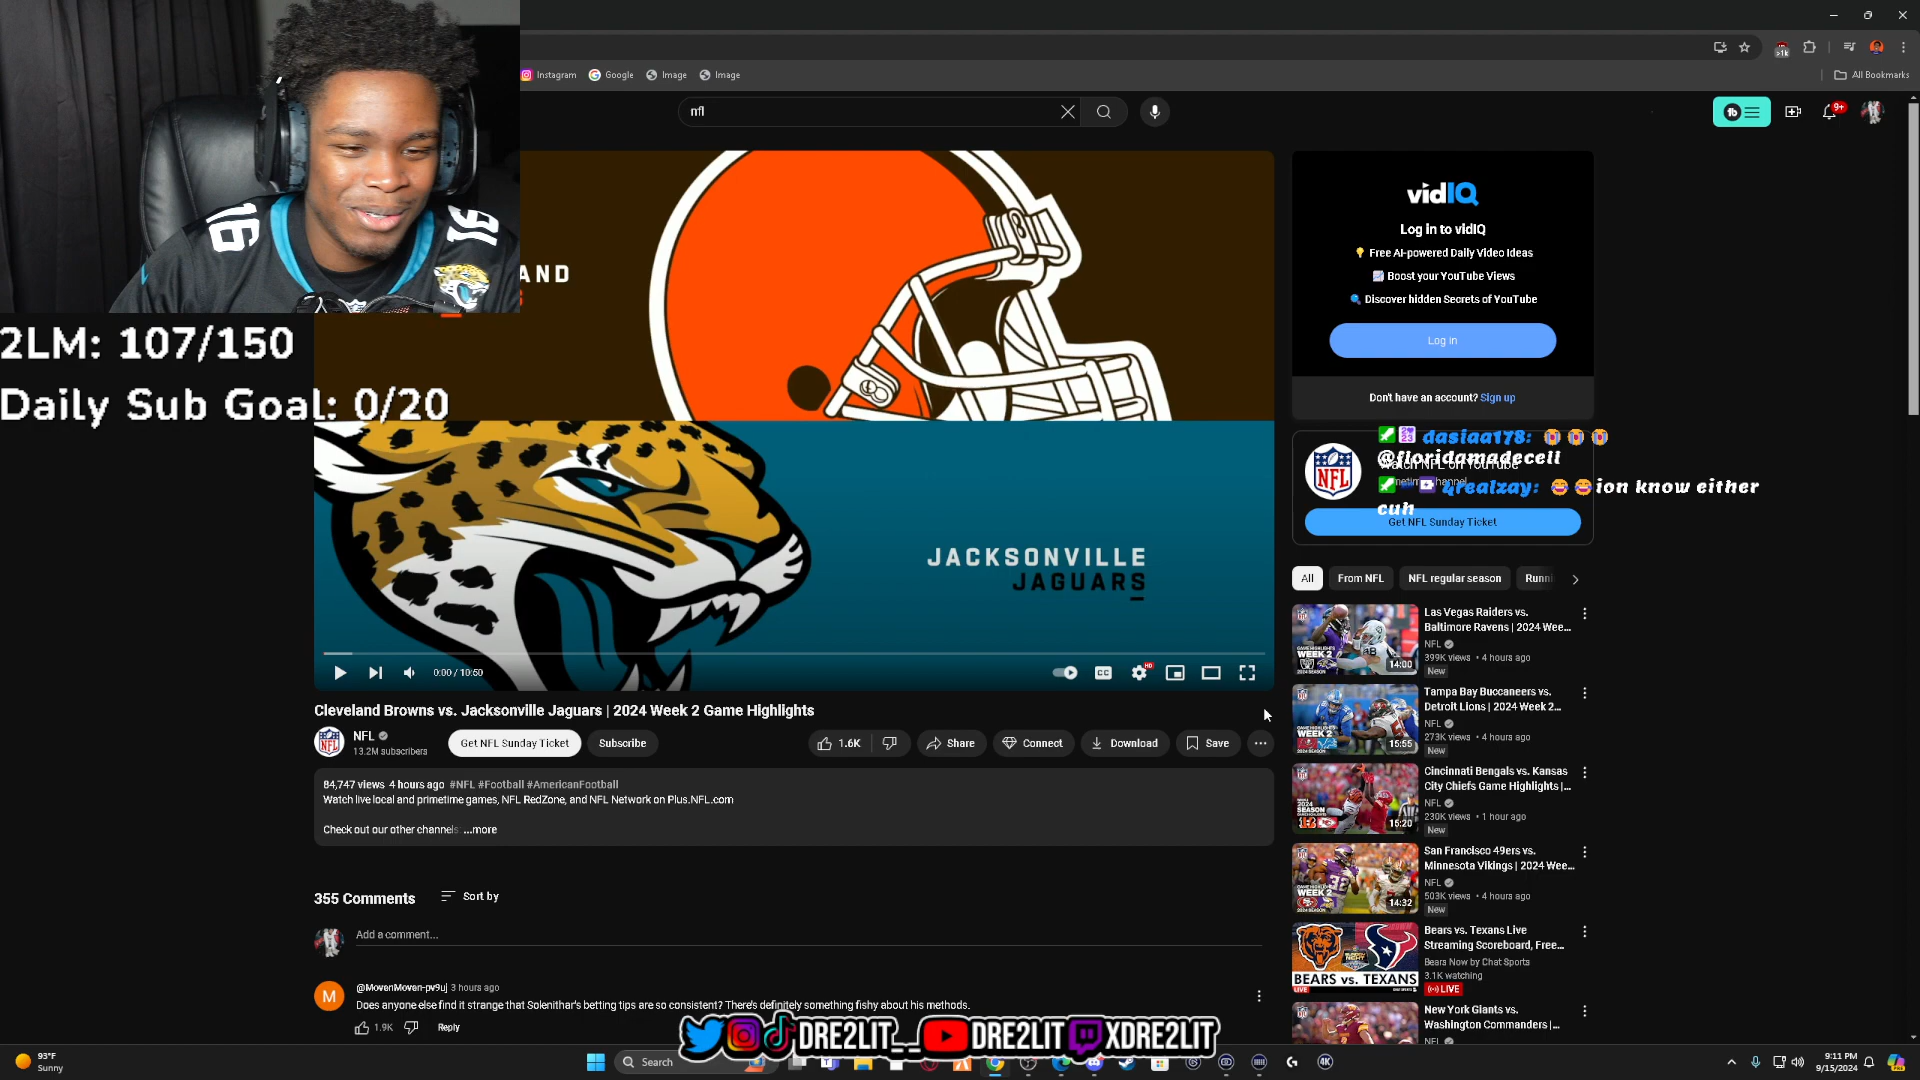 Instagram
Google
Image
Image
All Bookmarks
nfl
9+
16
16
AND
2LM: 107/150
Daily Sub Goal: 0/20
JACKSONVILLE
JAGUARS
0:00 / 10:50
Cleveland Browns vs. Jacksonville Jaguars | 2024 Week 2 Game Highlights
NFL
13.2M subscribers
Get NFL Sunday Ticket
Subscribe
1.6K
Share
Connect
Download
Save
84,747 views 4 hours ago #NFL #Football #AmericanFootball
Watch live local and primetime games, NFL RedZone, and NFL Network on Plus.NFL.com
Check out our other channels: ...more
355 Comments
Sort by
Add a comment...
M
@MovenMoven-pv9uj 3 hours ago
Does anyone else find it strange that Solenithar's betting tips are so consistent? There's definitely something fishy about his methods.
1.9K
Reply
vidIQ
Log in to vidIQ
Free AI-powered Daily Video Ideas
Boost your YouTube Views
Discover hidden Secrets of YouTube
Log in
Don't have an account? Sign up
dasiaa178:
@floridamadeceii
Watch NFL on YouTube
4realzay: ion know either
cuh
Get NFL Sunday Ticket
All
From NFL
NFL regular season
Runni
Las Vegas Raiders vs.
Baltimore Ravens | 2024 Wee...
NFL
399K views • 4 hours ago
New
14:00
Tampa Bay Buccaneers vs.
Detroit Lions | 2024 Week 2...
NFL
273K views • 4 hours ago
New
15:55
Cincinnati Bengals vs. Kansas
City Chiefs Game Highlights |...
NFL
230K views • 1 hour ago
New
15:20
San Francisco 49ers vs.
Minnesota Vikings | 2024 Wee...
NFL
503K views • 4 hours ago
New
14:32
Bears vs. Texans Live
Streaming Scoreboard, Free...
Bears Now by Chat Sports
3.1K watching
LIVE
BEARS vs. TEXANS
New York Giants vs.
Washington Commanders |...
NFL
DRE2LIT__
DRE2LIT
XDRE2LIT
93°F
Sunny
Search
9:11 PM
9/15/2024